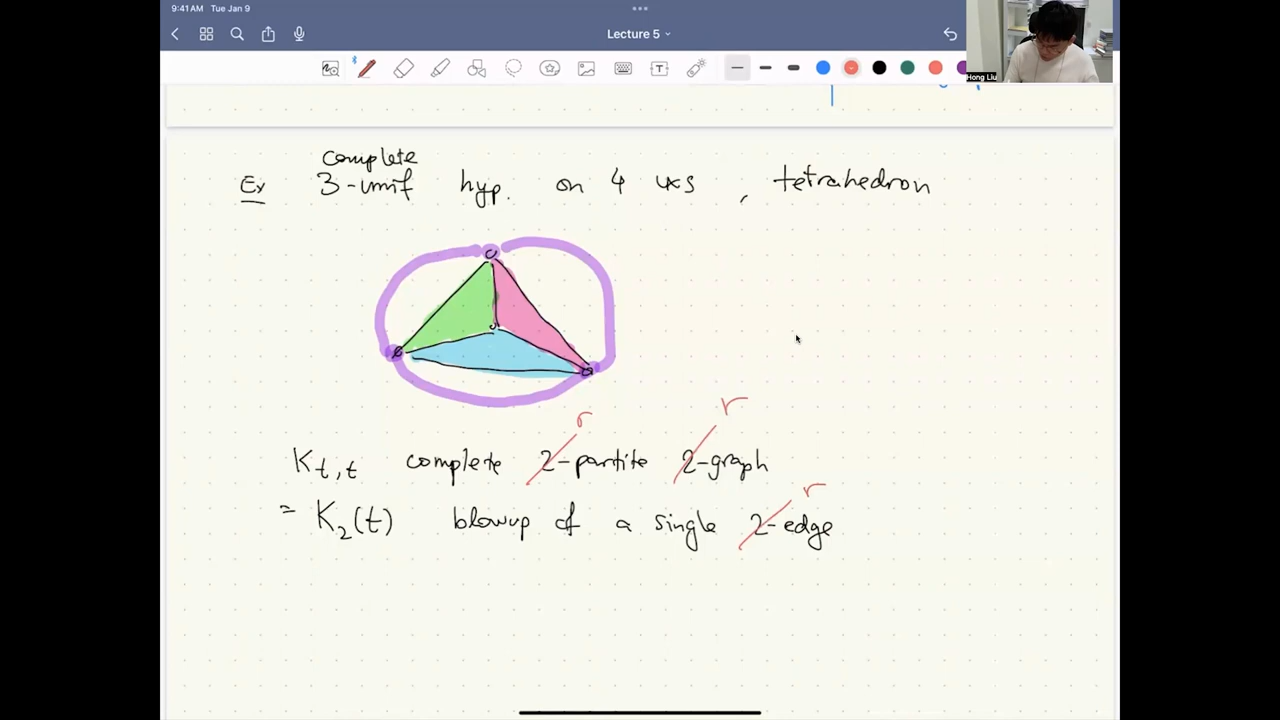 9:41 AM Tue Jan 9
Lecture 5
Hong Liu
complete
Ex 3-unif hyp. on 4 vxs , tetrahedron
r r
K_{t,t} complete 2-partite 2-graph
r
= K_2(t) blowup of a single 2-edge